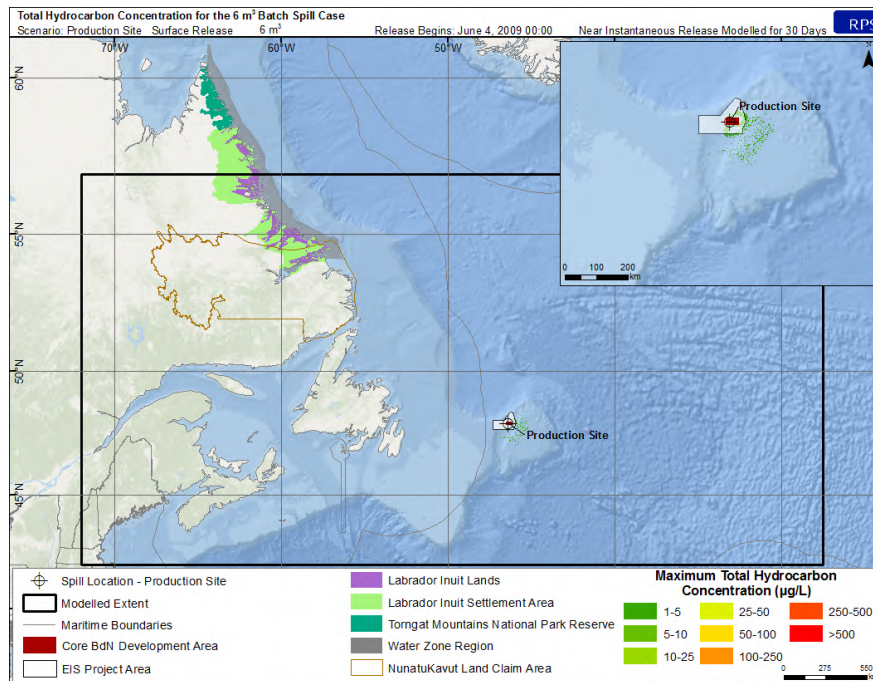 Total Hydrocarbon Concentration for the 6 m³ Batch Spill Case
Scenario: Production Site Surface Release 6 m³ Release Begins: June 4, 2009 00:00 Near Instantaneous Release Modelled for 30 Days
RPS
70°W 60°W 50°W
60°N
55°N
50°N
45°N
Production Site
0 100 200
km
Production Site
Spill Location - Production Site
Modelled Extent
Maritime Boundaries
Core BdN Development Area
EIS Project Area
Labrador Inuit Lands
Labrador Inuit Settlement Area
Torngat Mountains National Park Reserve
Water Zone Region
NunatuKavut Land Claim Area
Maximum Total Hydrocarbon
Concentration (µg/L)
1-5 25-50 250-500
5-10 50-100 >500
10-25 100-250
0 275 550